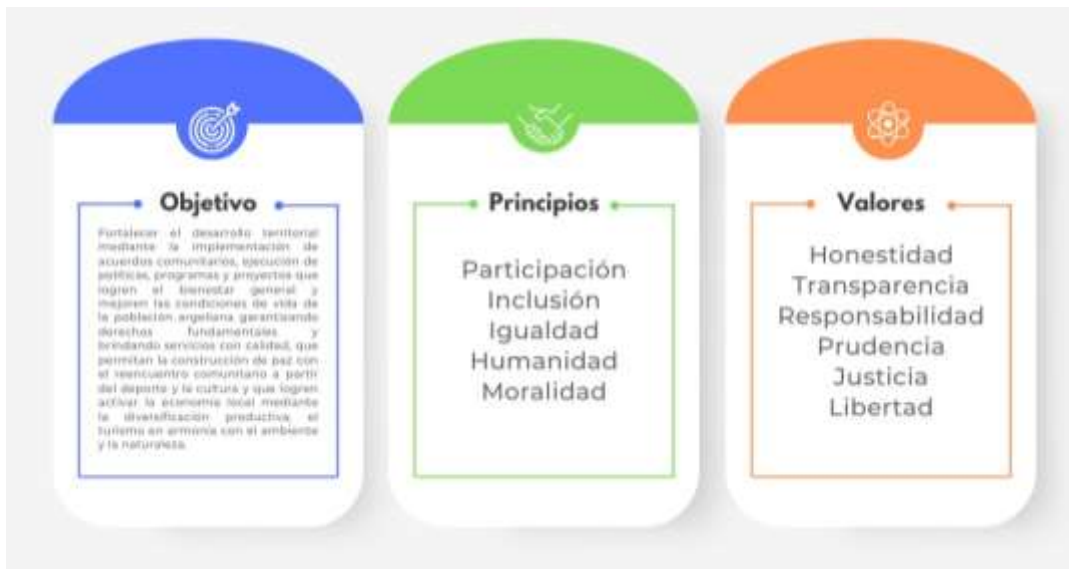 Objetivo
Fortalecer el desarrollo territorial
mediante la implementación de
acuerdos comunitarios, ejecución de
políticas, programas y proyectos que
logren el bienestar general y
mejoren las condiciones de vida de
la población argeliana garantizando
derechos fundamentales y
brindando servicios con calidad, que
permitan la construcción de paz con
el reencuentro comunitario a partir
del deporte y la cultura y que logren
activar la economía local mediante
la diversificación productiva, el
turismo en armonía con el ambiente
y la naturaleza.
Principios
Participación
Inclusión
Igualdad
Humanidad
Moralidad
Valores
Honestidad
Transparencia
Responsabilidad
Prudencia
Justicia
Libertad